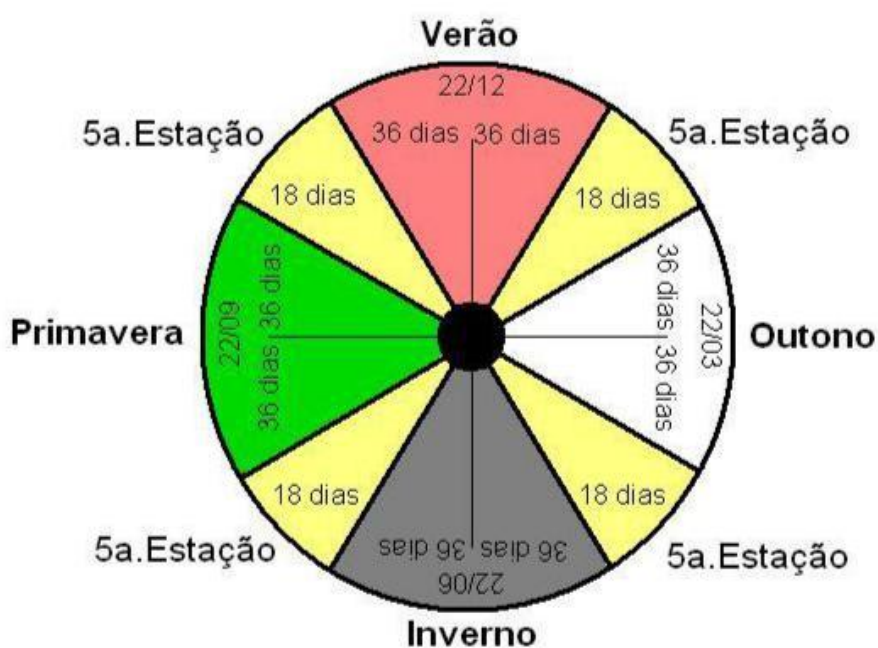 Verão
22/12
36 dias 36 dias
5a.Estação
5a.Estação
18 dias
18 dias
Primavera
22/09
36 dias 36 dias
36 dias 36 dias
22/03
Outono
18 dias
18 dias
5a.Estação
5a.Estação
36 dias 36 dias
22/06
Inverno